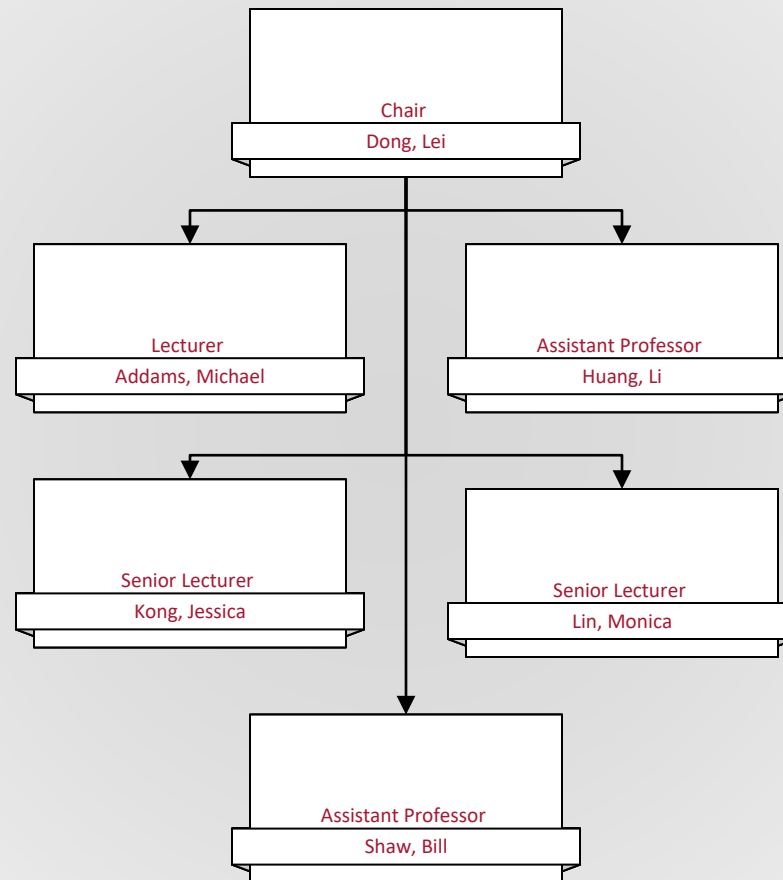 Chair
Dong, Lei
Lecturer
Addams, Michael
Assistant Professor
Huang, Li
Senior Lecturer
Kong, Jessica
Senior Lecturer
Lin, Monica
Assistant Professor
Shaw, Bill